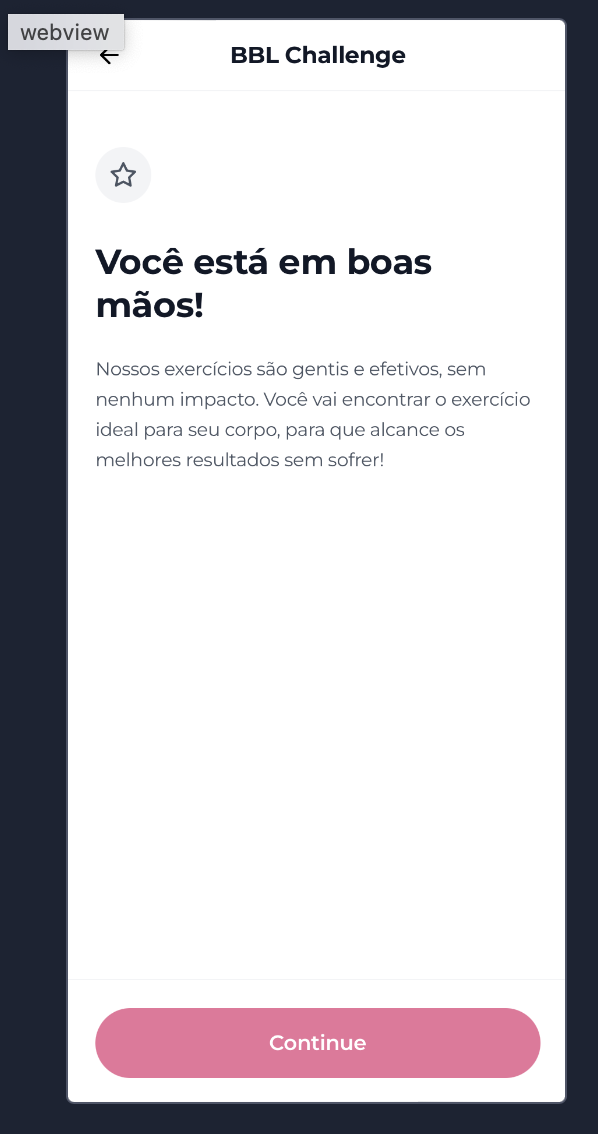 webview
BBL Challenge
Você está em boas
mãos!
Nossos exercícios são gentis e efetivos, sem
nenhum impacto. Você vai encontrar o exercício
ideal para seu corpo, para que alcance os
melhores resultados sem sofrer!
Continue